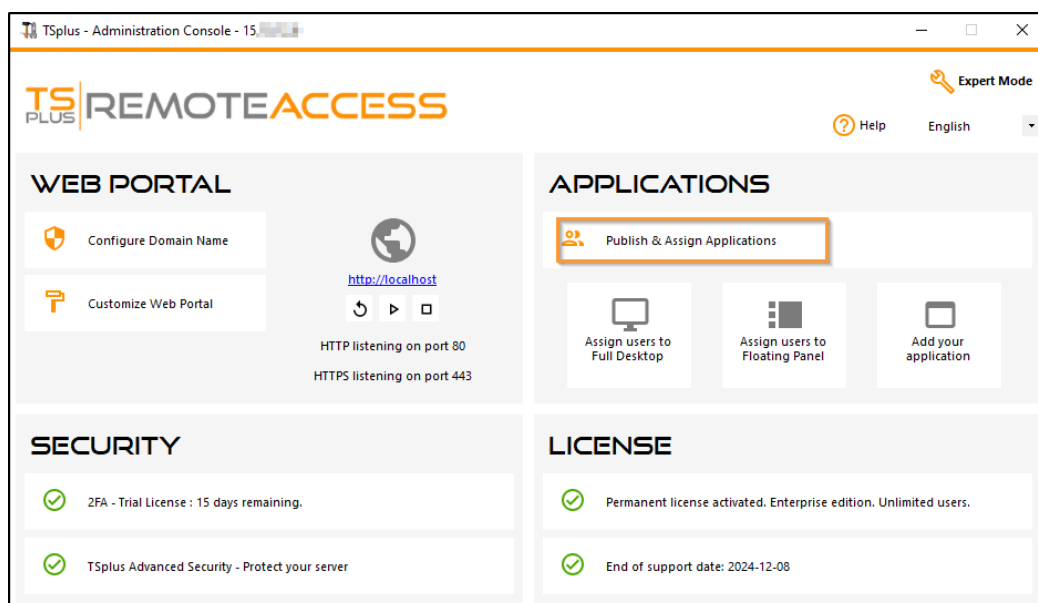 TSplus - Administration Console - 15.
Expert Mode
TS PLUS REMOTEACCESS
Help
English
WEB PORTAL
Configure Domain Name
Customize Web Portal
http://localhost
HTTP listening on port 80
HTTPS listening on port 443
APPLICATIONS
Publish & Assign Applications
Assign users to
Full Desktop
Assign users to
Floating Panel
Add your
application
SECURITY
2FA - Trial License : 15 days remaining.
TSplus Advanced Security - Protect your server
LICENSE
Permanent license activated. Enterprise edition. Unlimited users.
End of support date: 2024-12-08